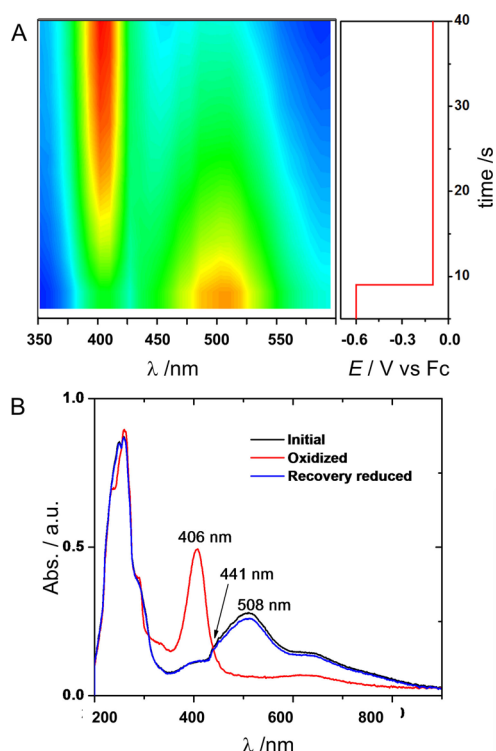 A
40
30
20
10
time /s
350 400 450 500 550
-0.6 -0.3 0.0
λ /nm
E / V vs Fc
B
1.0
0.5
0.0
Abs. / a.u.
Initial
Oxidized
Recovery reduced
406 nm
441 nm
508 nm
200 400 600 800
λ /nm